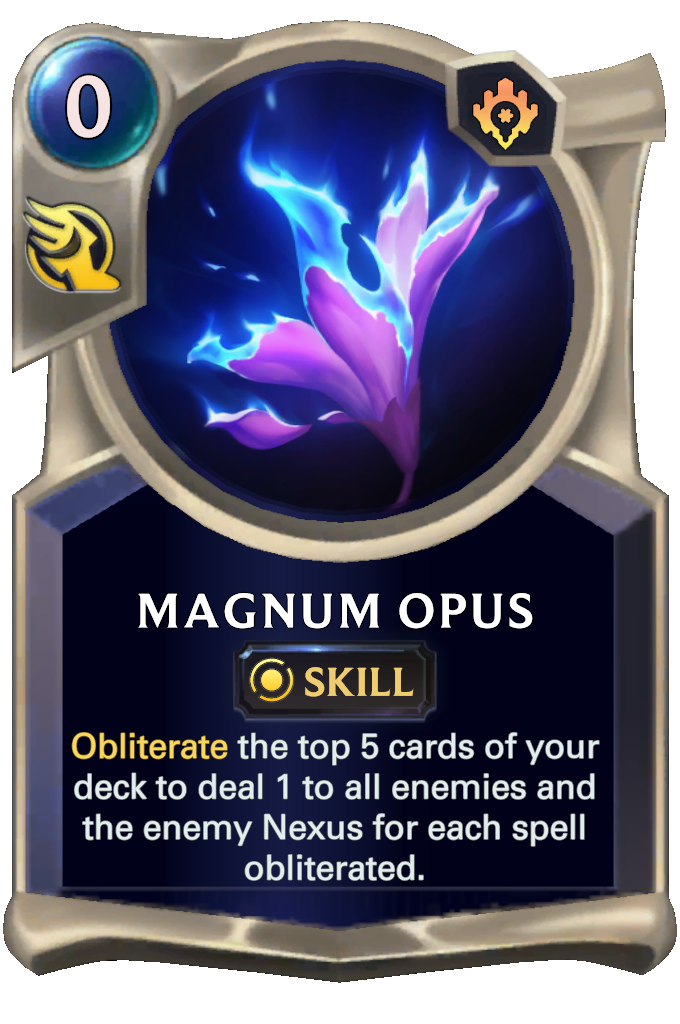 0
MAGNUM OPUS
SKILL
Obliterate the top 5 cards of your
deck to deal 1 to all enemies and
the enemy Nexus for each spell
obliterated.